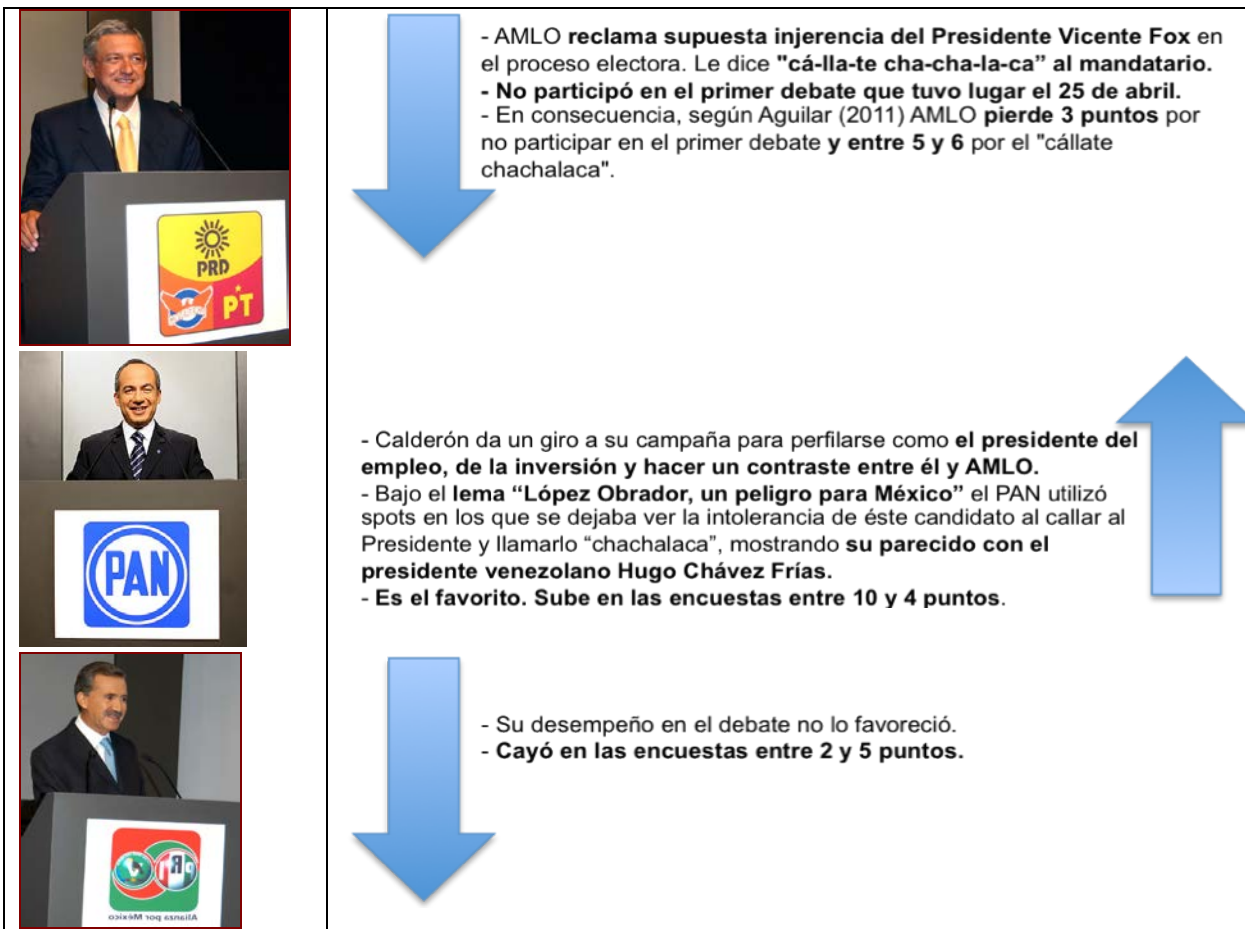 - AMLO reclama supuesta injerencia del Presidente Vicente Fox en
el proceso electora. Le dice "cá-lla-te cha-cha-la-ca” al mandatario.
- No participó en el primer debate que tuvo lugar el 25 de abril.
- En consecuencia, según Aguilar (2011) AMLO pierde 3 puntos por
no participar en el primer debate y entre 5 y 6 por el "cállate
chachalaca".
PRD
PT
- Calderón da un giro a su campaña para perfilarse como el presidente del
empleo, de la inversión y hacer un contraste entre él y AMLO.
- Bajo el lema “López Obrador, un peligro para México” el PAN utilizó
spots en los que se dejaba ver la intolerancia de éste candidato al callar al
Presidente y llamarlo “chachalaca”, mostrando su parecido con el
presidente venezolano Hugo Chávez Frías.
- Es el favorito. Sube en las encuestas entre 10 y 4 puntos.
PAN
- Su desempeño en el debate no lo favoreció.
- Cayó en las encuestas entre 2 y 5 puntos.
PRI
Alianza por México